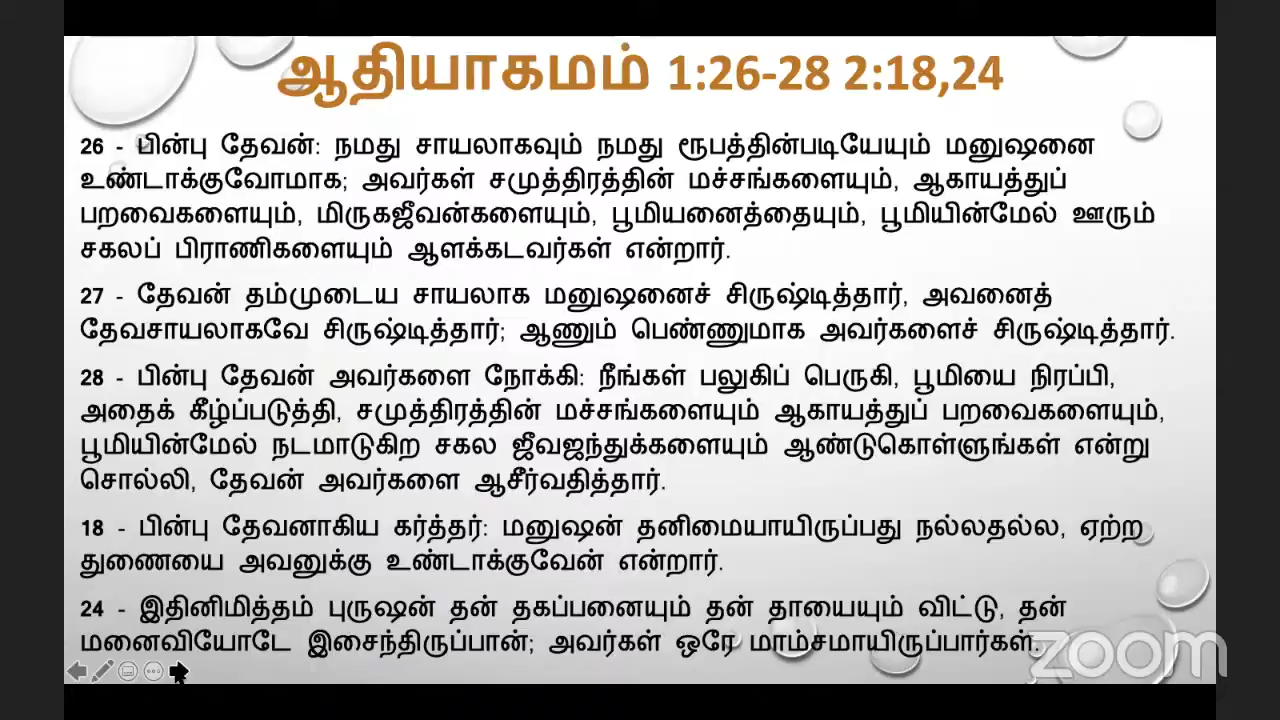 ஆதியாகமம் 1:26-28 2:18,24
26 - பின்பு தேவன்: நமது சாயலாகவும் நமது ரூபத்தின்படியேயும் மனுஷனை
உண்டாக்குவோமாக; அவர்கள் சமுத்திரத்தின் மச்சங்களையும், ஆகாயத்துப்
பறவைகளையும், மிருகஜீவன்களையும், பூமியனைத்தையும், பூமியின்மேல் ஊரும்
சகலப் பிராணிகளையும் ஆளக்கடவர்கள் என்றார்.
27 - தேவன் தம்முடைய சாயலாக மனுஷனைச் சிருஷ்டித்தார், அவனைத்
தேவசாயலாகவே சிருஷ்டித்தார்; ஆணும் பெண்ணுமாக அவர்களைச் சிருஷ்டித்தார்.
28 - பின்பு தேவன் அவர்களை நோக்கி: நீங்கள் பலுகிப் பெருகி, பூமியை நிரப்பி,
அதைக் கீழ்ப்படுத்தி, சமுத்திரத்தின் மச்சங்களையும் ஆகாயத்துப் பறவைகளையும்,
பூமியின்மேல் நடமாடுகிற சகல ஜீவஜந்துக்களையும் ஆண்டுகொள்ளுங்கள் என்று
சொல்லி, தேவன் அவர்களை ஆசீர்வதித்தார்.
18 - பின்பு தேவனாகிய கர்த்தர்: மனுஷன் தனிமையாயிருப்பது நல்லதல்ல, ஏற்ற
துணையை அவனுக்கு உண்டாக்குவேன் என்றார்.
24 - இதினிமித்தம் புருஷன் தன் தகப்பனையும் தன் தாயையும் விட்டு, தன்
மனைவியோடே இசைந்திருப்பான்; அவர்கள் ஒரே மாம்சமாயிருப்பார்கள்.
zoom